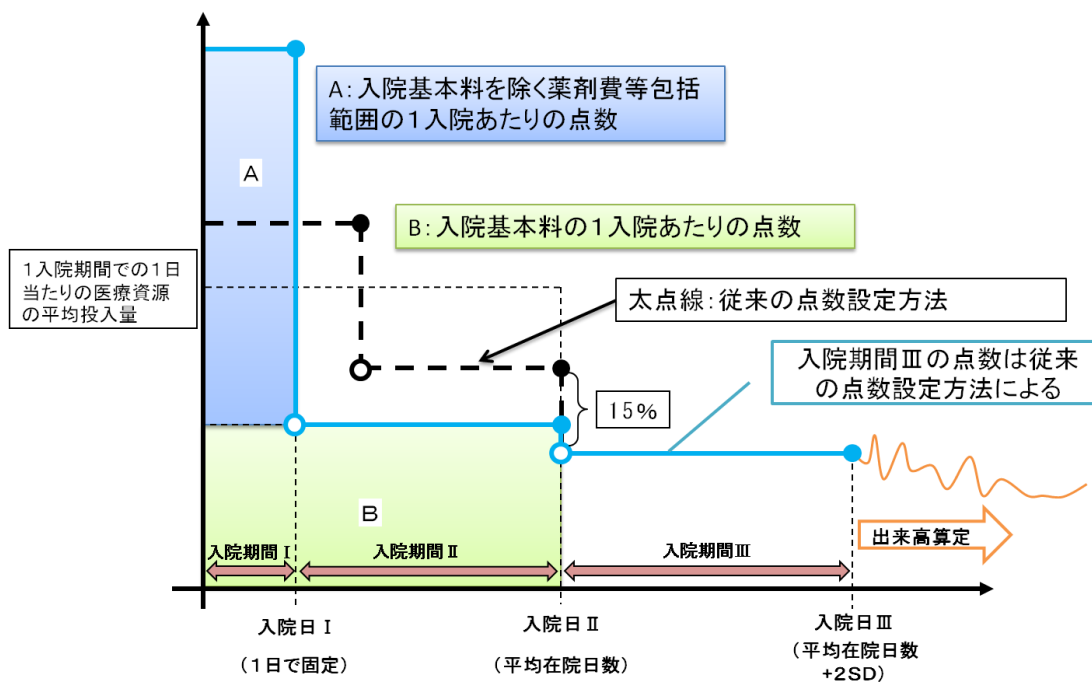 A：入院基本料を除く薬剤費等包括
範囲の１入院あたりの点数
A
B：入院基本料の１入院あたりの点数
１入院期間での１日
当たりの医療資源
の平均投入量
太点線：従来の点数設定方法
入院期間Ⅲの点数は従来
の点数設定方法による
15%
B
入院期間Ⅰ
入院期間Ⅱ
入院期間Ⅲ
出来高算定
入院日Ⅰ
（１日で固定）
入院日Ⅱ
（平均在院日数）
入院日Ⅲ
（平均在院日数
+2SD）